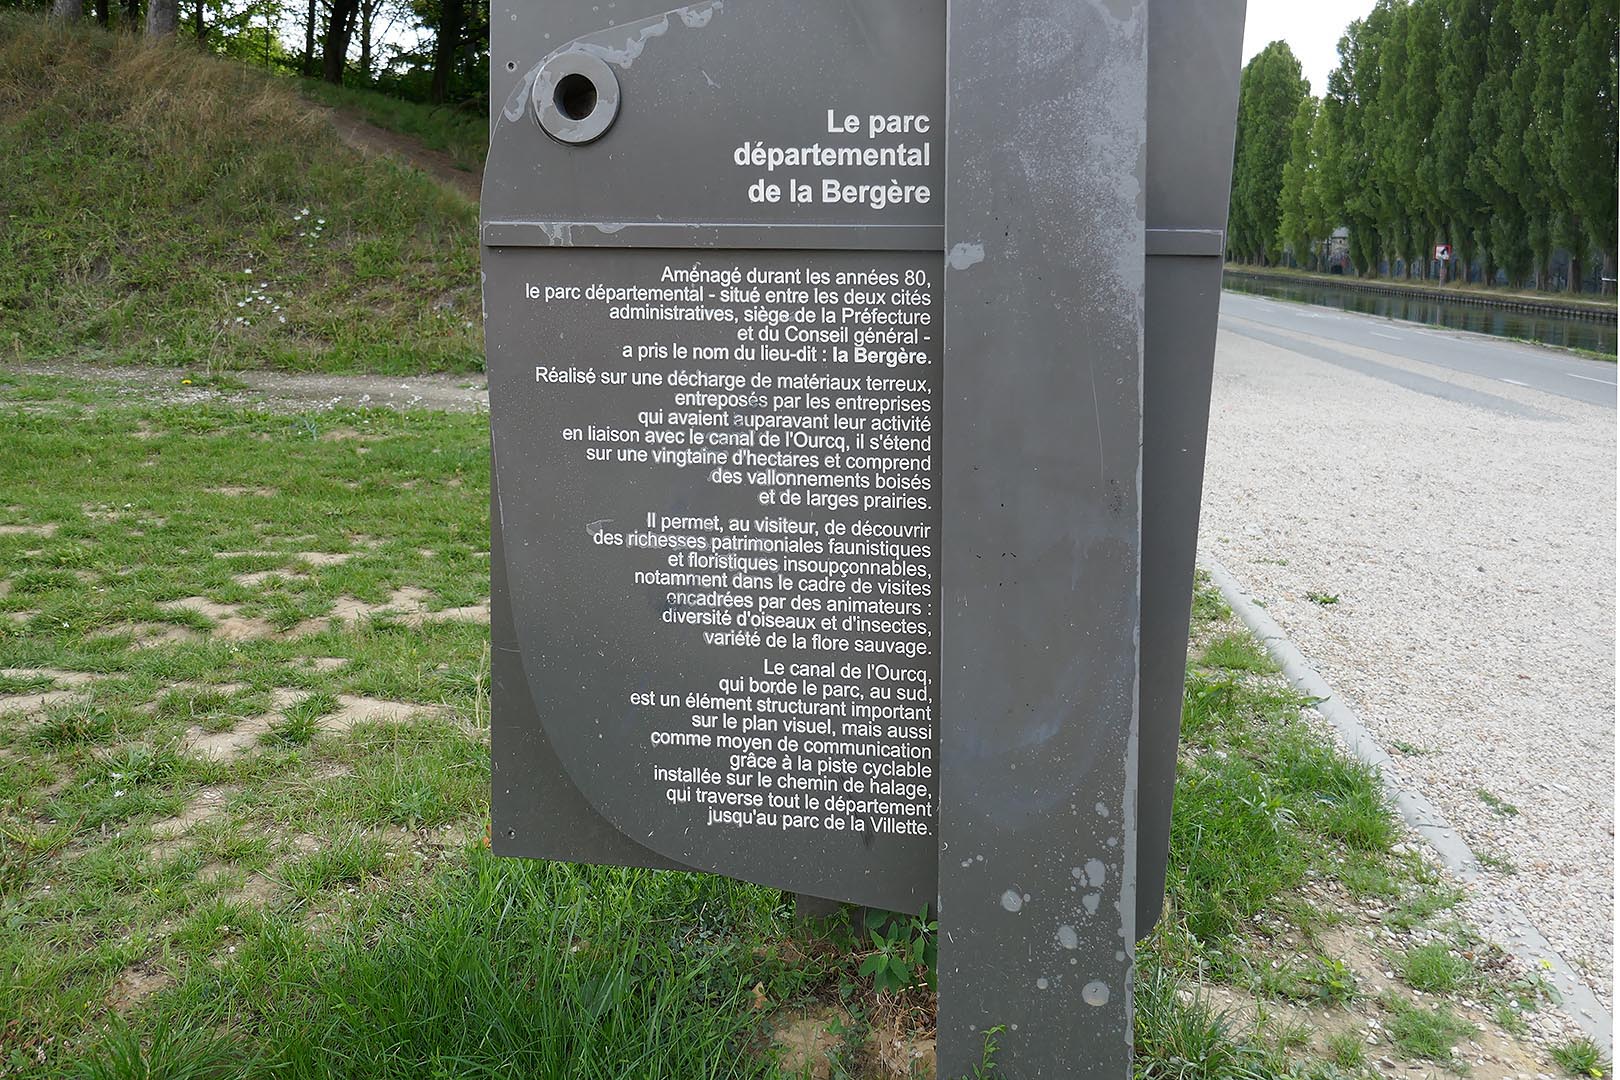 Le parc
départemental
de la Bergère
Aménagé durant les années 80,
le parc départemental - situé entre les deux cités
administratives, siège de la Préfecture
et du Conseil général -
a pris le nom du lieu-dit : la Bergère.
Réalisé sur une décharge de matériaux terreux,
entreposés par les entreprises
qui avaient auparavant leur activité
en liaison avec le canal de l'Ourcq, il s'étend
sur une vingtaine d'hectares et comprend
des vallonnements boisés
et de larges prairies.
Il permet, au visiteur, de découvrir
des richesses patrimoniales faunistiques
et floristiques insoupçonnables,
notamment dans le cadre de visites
encadrées par des animateurs :
diversité d'oiseaux et d'insectes,
variété de la flore sauvage.
Le canal de l'Ourcq,
qui borde le parc, au sud,
est un élément structurant important
sur le plan visuel, mais aussi
comme moyen de communication
grâce à la piste cyclable
installée sur le chemin de halage,
qui traverse tout le département
jusqu'au parc de la Villette.